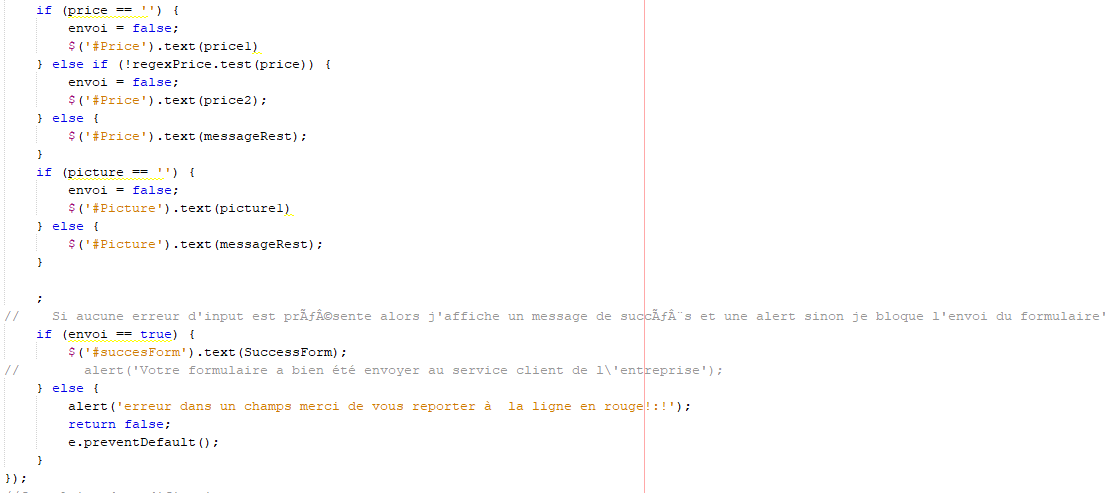 if (price == '') {
envoi = false;
$('#Price').text(price1)
} else if (!regexPrice.test(price)) {
envoi = false;
$('#Price').text(price2);
} else {
$('#Price').text(messageRest);
}
if (picture == '') {
envoi = false;
$('#Picture').text(picture1)
} else {
$('#Picture').text(messageRest);
}
;
// Si aucune erreur d'input est prÃƒÂ©sente alors j'affiche un message de succÃƒÂ¨s et une alert sinon je bloque l'envoi du formulaire'
if (envoi == true) {
$('#succesForm').text(SuccessForm);
// alert('Votre formulaire a bien été envoyer au service client de l\'entreprise');
} else {
alert('erreur dans un champs merci de vous reporter à  la ligne en rouge!:!');
return false;
e.preventDefault();
}
});